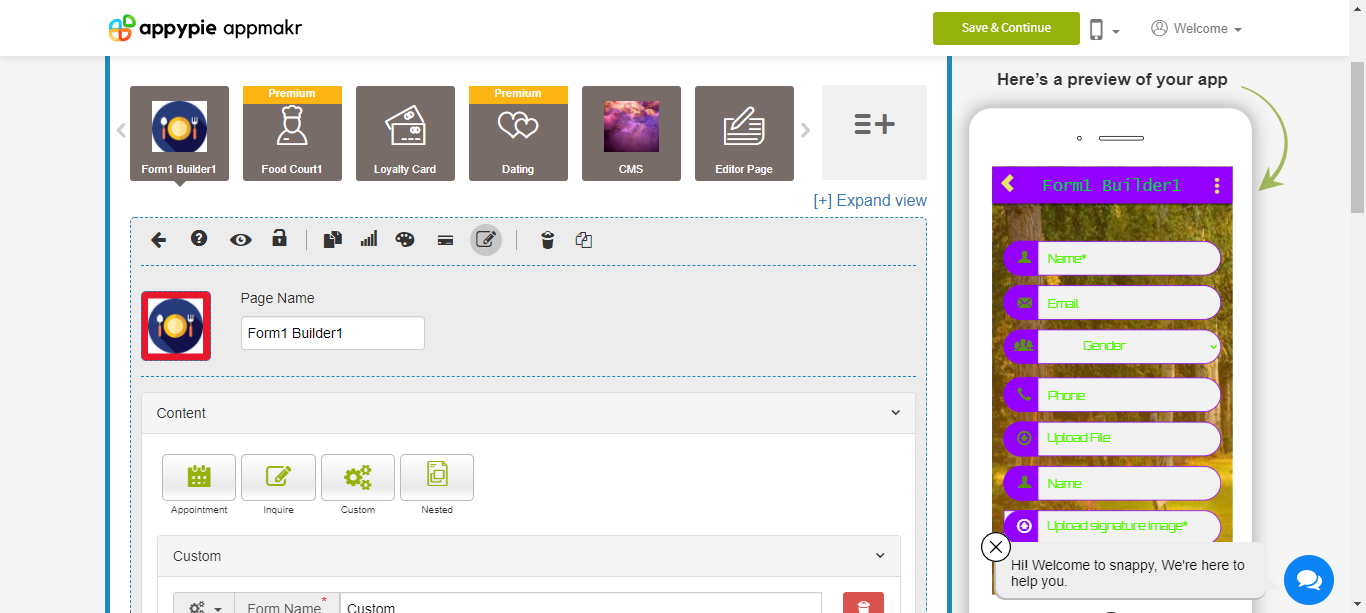 appypie appmakr
Save & Continue
Welcome
Here's a preview of your app
Premium
Premium
Form1 Builder1
Food Court1
Loyalty Card
Dating
CMS
Editor Page
[+] Expand view
Page Name
Form1 Builder1
Content
Appointment
Inquire
Custom
Nested
Custom
Form Name*
Custom
Form1 Builder1
Name*
Email
Gender
Phone
Upload File
Name
Upload signature image*
Hi! Welcome to snappy, We're here to
help you.